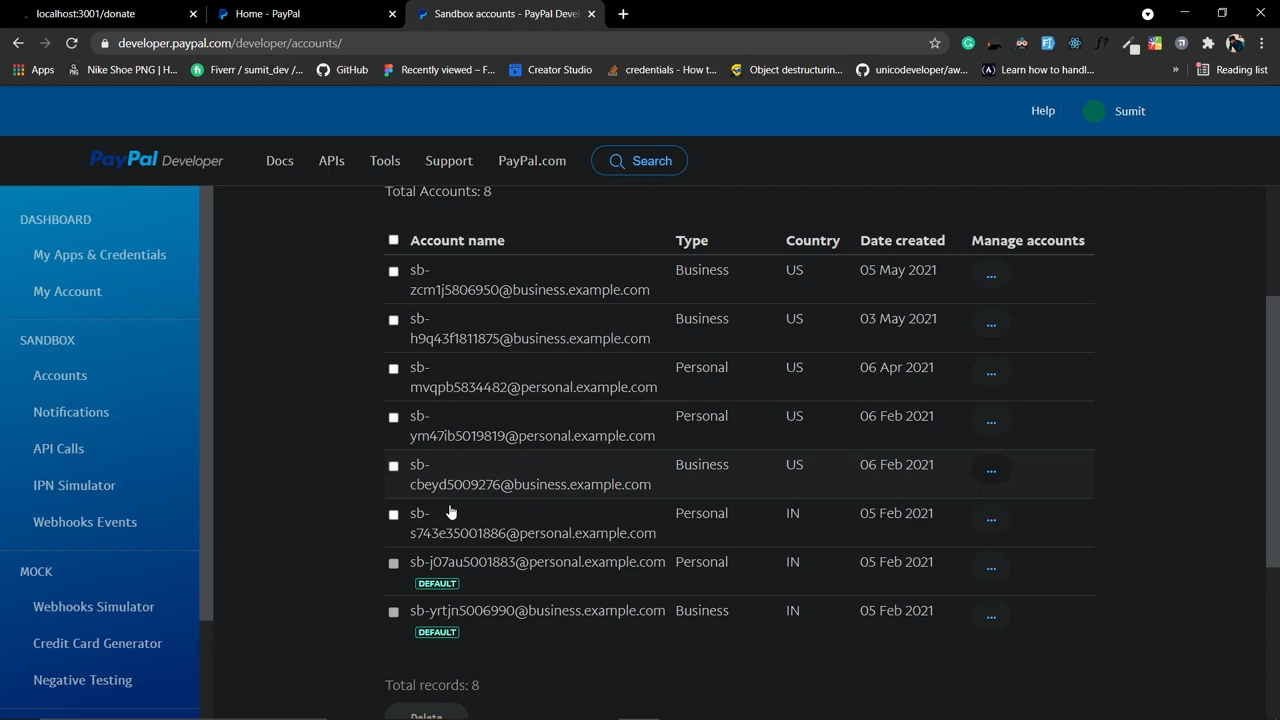 localhost:3001/donate
Home - PayPal
Sandbox accounts - PayPal Deve
developer.paypal.com/developer/accounts/
Apps
Nike Shoe PNG | H...
Fiverr / sumit_dev /...
GitHub
Recently viewed – F...
Creator Studio
credentials - How t...
Object destructurin...
unicodeveloper/aw...
Learn how to handl...
»
Reading list
Help
Sumit
PayPal Developer
Docs
APIs
Tools
Support
PayPal.com
Search
DASHBOARD
My Apps & Credentials
My Account
SANDBOX
Accounts
Notifications
API Calls
IPN Simulator
Webhooks Events
MOCK
Webhooks Simulator
Credit Card Generator
Negative Testing
Total Accounts: 8
Account name Type Country Date created Manage accounts
sb- Business US 05 May 2021 ...
zcm1j5806950@business.example.com
sb- Business US 03 May 2021 ...
h9q43f1811875@business.example.com
sb- Personal US 06 Apr 2021 ...
mvqpb5834482@personal.example.com
sb- Personal US 06 Feb 2021 ...
ym47ib5019819@personal.example.com
sb- Business US 06 Feb 2021 ...
cbeyd5009276@business.example.com
sb- Personal IN 05 Feb 2021 ...
s743e35001886@personal.example.com
sb-j07au5001883@personal.example.com Personal IN 05 Feb 2021 ...
DEFAULT
sb-yrtjn5006990@business.example.com Business IN 05 Feb 2021 ...
DEFAULT
Total records: 8
Delete